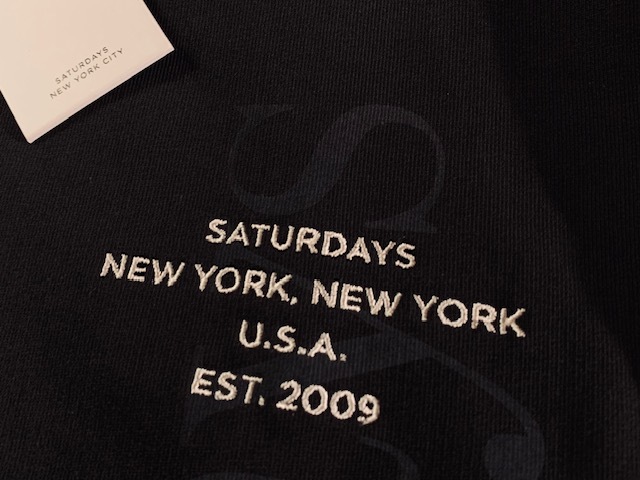 SATURDAYS
NEW YORK CITY
SATURDAYS
NEW YORK, NEW YORK
U.S.A.
EST. 2009